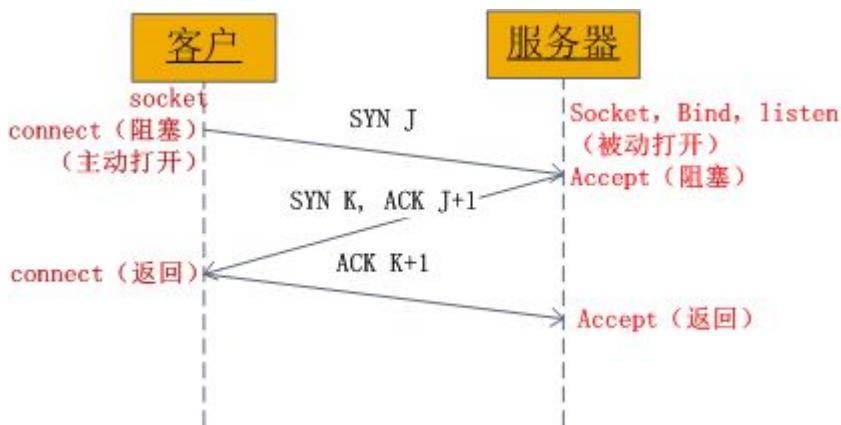 客户
服务器
socket
connect（阻塞）
（主动打开）
SYN J
Socket, Bind, listen
（被动打开）
Accept（阻塞）
SYN K, ACK J+1
connect（返回）
ACK K+1
Accept（返回）